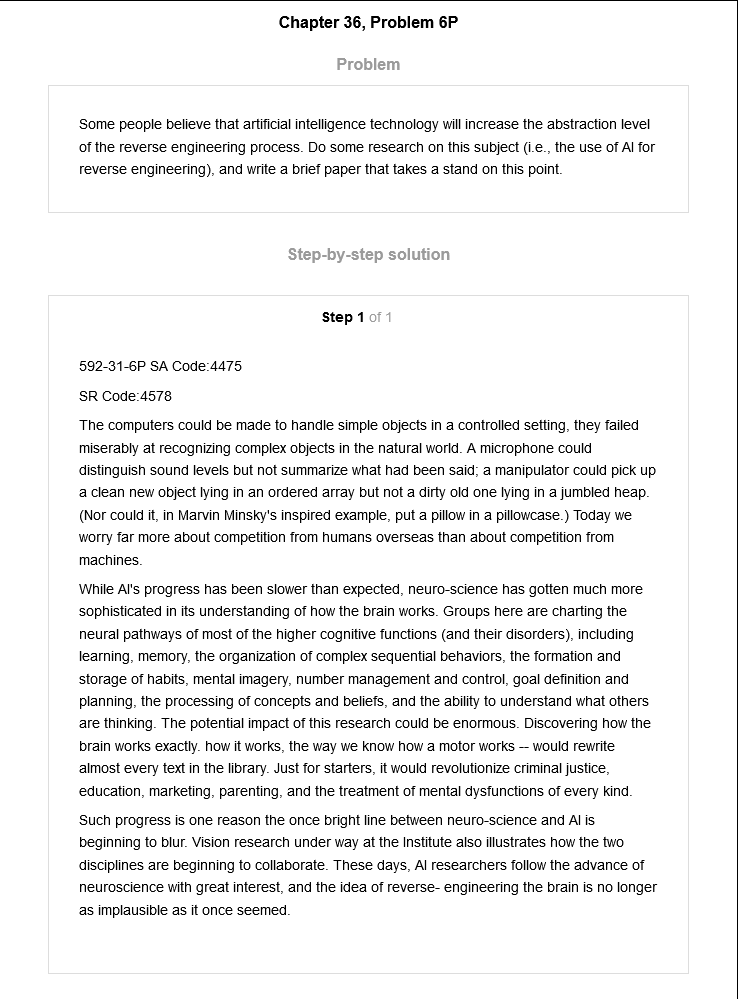 Chapter 36, Problem 6P
Problem
Some people believe that artificial intelligence technology will increase the abstraction level
of the reverse engineering process. Do some research on this subject (i.e., the use of AI for
reverse engineering), and write a brief paper that takes a stand on this point.
Step-by-step solution
Step 1 of 1
592-31-6P SA Code:4475
SR Code:4578
The computers could be made to handle simple objects in a controlled setting, they failed
miserably at recognizing complex objects in the natural world. A microphone could
distinguish sound levels but not summarize what had been said; a manipulator could pick up
a clean new object lying in an ordered array but not a dirty old one lying in a jumbled heap.
(Nor could it, in Marvin Minsky's inspired example, put a pillow in a pillowcase.) Today we
worry far more about competition from humans overseas than about competition from
machines.
While AI's progress has been slower than expected, neuro-science has gotten much more
sophisticated in its understanding of how the brain works. Groups here are charting the
neural pathways of most of the higher cognitive functions (and their disorders), including
learning, memory, the organization of complex sequential behaviors, the formation and
storage of habits, mental imagery, number management and control, goal definition and
planning, the processing of concepts and beliefs, and the ability to understand what others
are thinking. The potential impact of this research could be enormous. Discovering how the
brain works exactly. how it works, the way we know how a motor works -- would rewrite
almost every text in the library. Just for starters, it would revolutionize criminal justice,
education, marketing, parenting, and the treatment of mental dysfunctions of every kind.
Such progress is one reason the once bright line between neuro-science and AI is
beginning to blur. Vision research under way at the Institute also illustrates how the two
disciplines are beginning to collaborate. These days, AI researchers follow the advance of
neuroscience with great interest, and the idea of reverse- engineering the brain is no longer
as implausible as it once seemed.